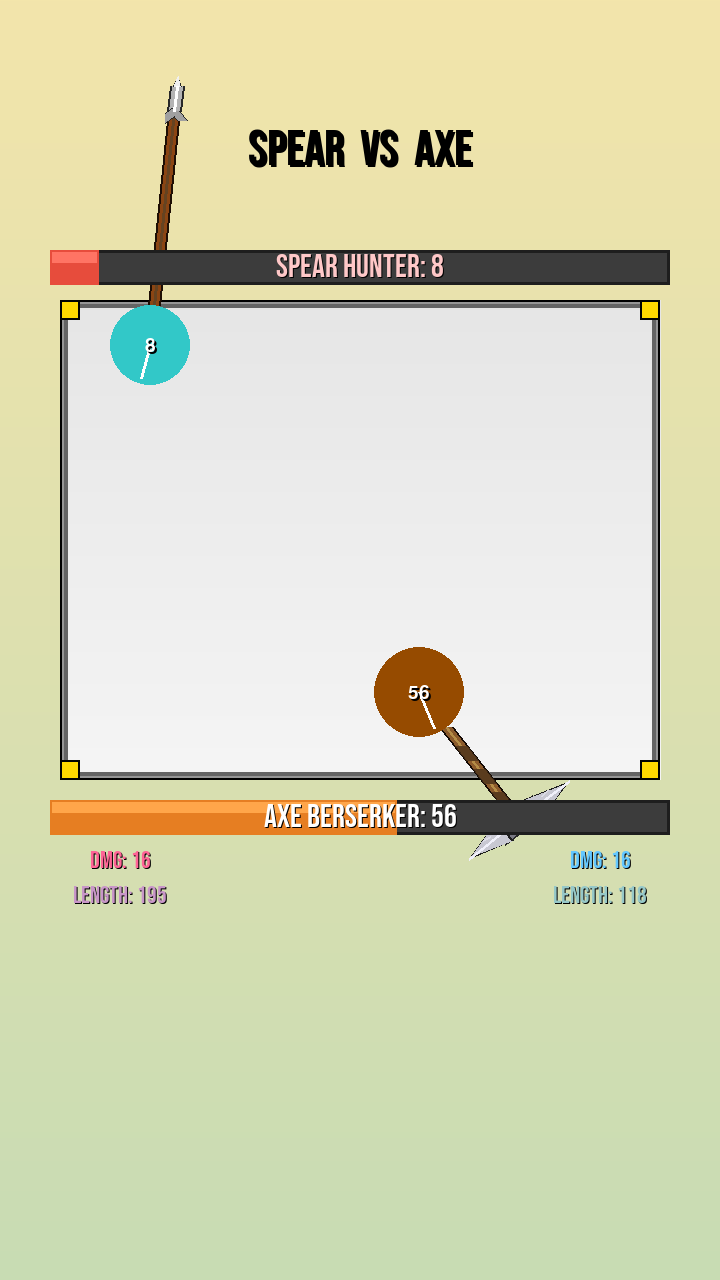 SPEAR VS AXE
SPEAR HUNTER: 8
8
56
AXE BERSERKER: 56
DMG: 16
DMG: 16
LENGTH: 195
LENGTH: 118